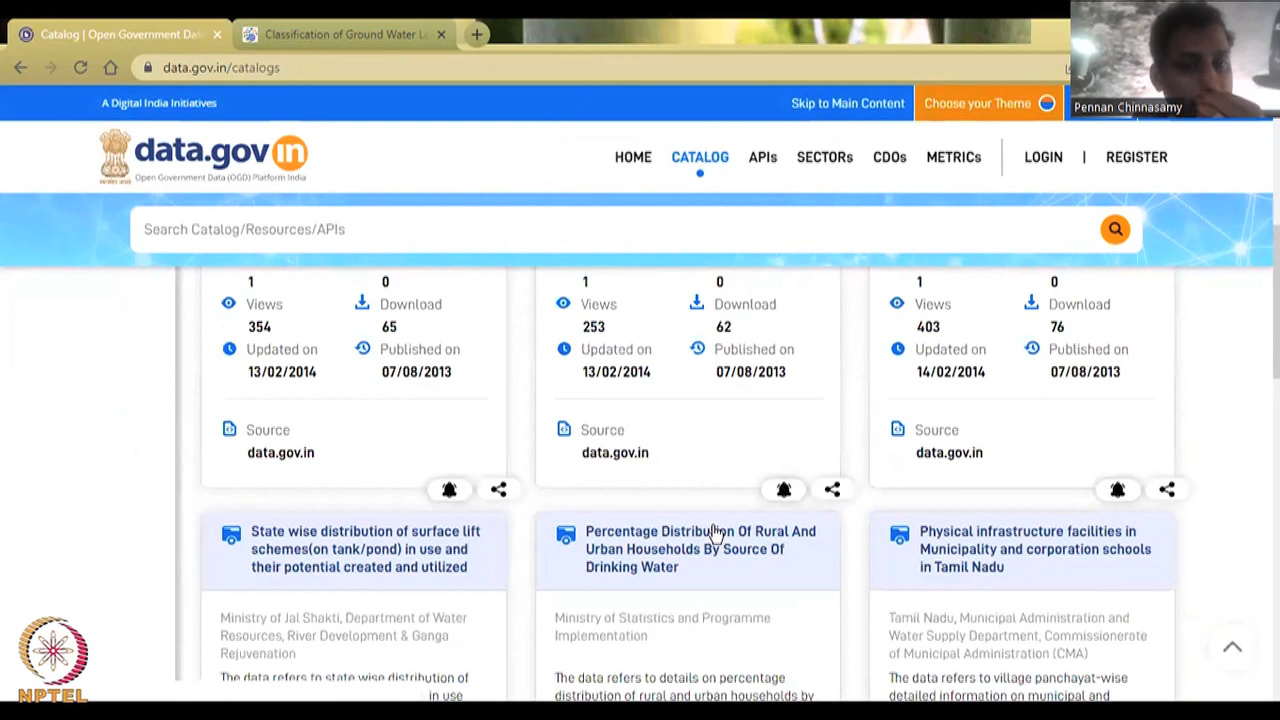 Catalog | Open Government Dat
Classification of Ground Water Le
data.gov.in/catalogs
Pennan Chinnasamy
A Digital India Initiatives
Skip to Main Content
Choose your Theme
data.gov in
Open Government Data (OGD) Platform India
HOME
CATALOG
APIs
SECTORs
CDOs
METRICs
LOGIN
|
REGISTER
Search Catalog/Resources/APIs
1
0
Views
Download
354
65
Updated on
Published on
13/02/2014
07/08/2013
Source
data.gov.in
1
0
Views
Download
253
62
Updated on
Published on
13/02/2014
07/08/2013
Source
data.gov.in
1
0
Views
Download
403
76
Updated on
Published on
14/02/2014
07/08/2013
Source
data.gov.in
State wise distribution of surface lift
schemes(on tank/pond) in use and
their potential created and utilized
Ministry of Jal Shakti, Department of Water
Resources, River Development & Ganga
Rejuvenation
The data refers to state wise distribution of
in use
Percentage Distribution Of Rural And
Urban Households By Source Of
Drinking Water
Ministry of Statistics and Programme
Implementation
The data refers to details on percentage
distribution of rural and urban households by
Physical infrastructure facilities in
Municipality and corporation schools
in Tamil Nadu
Tamil Nadu, Municipal Administration and
Water Supply Department, Commissionerate
of Municipal Administration (CMA)
The data refers to village panchayat-wise
detailed information on municipal and
NPTEL